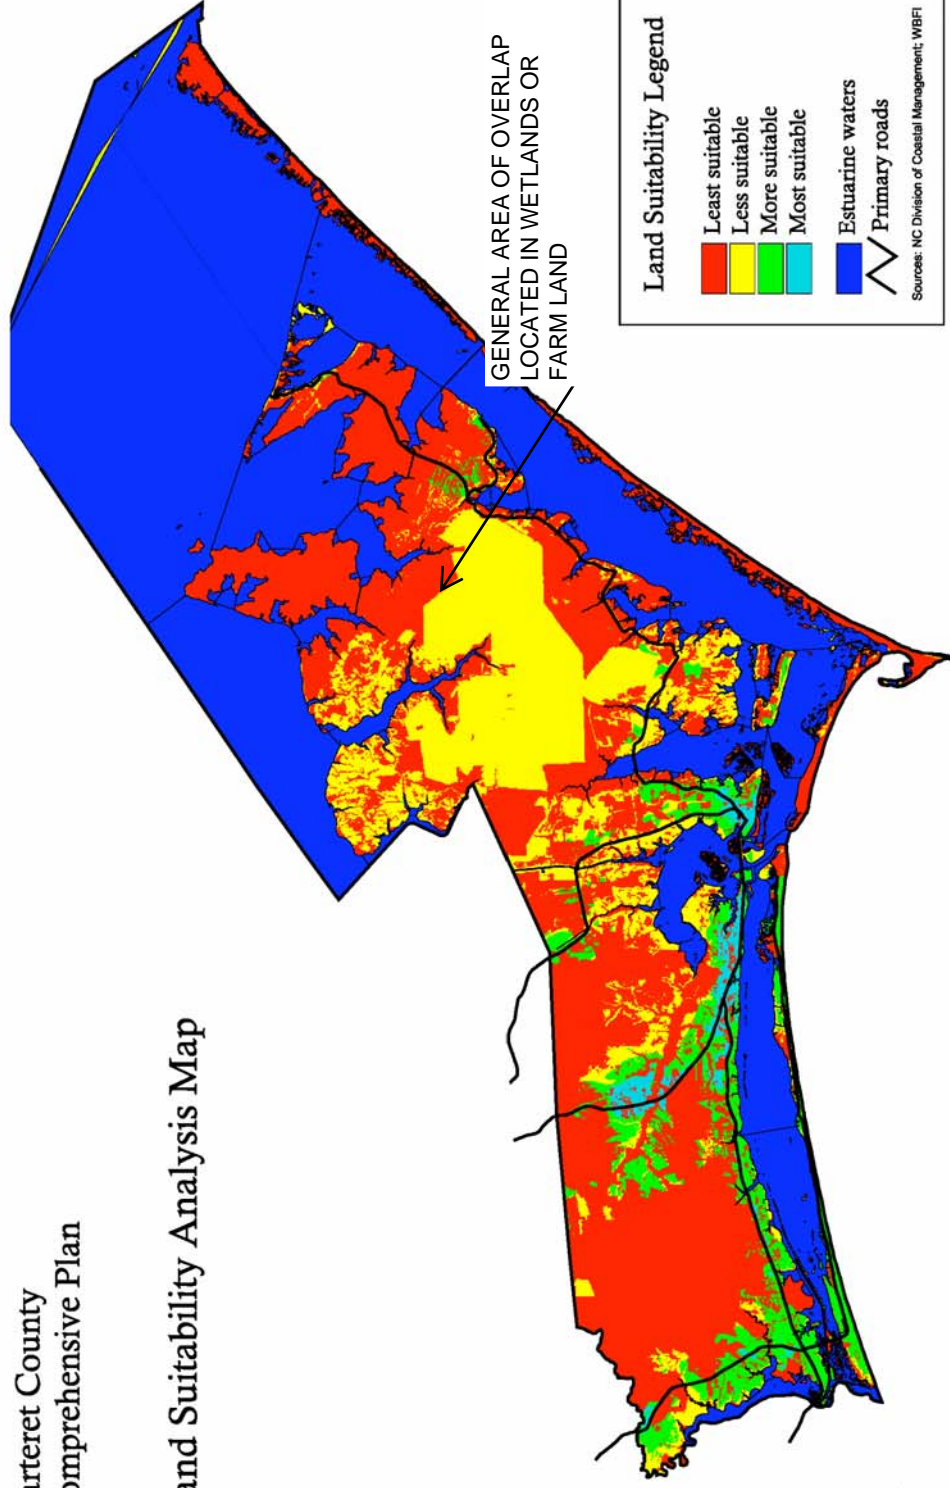 arteret County
omprehensive Plan
and Suitability Analysis Map
GENERAL AREA OF OVERLAP
LOCATED IN WETLANDS OR
FARM LAND
Land Suitability Legend
Least suitable
Less suitable
More suitable
Most suitable
Estuarine waters
Primary roads
Sources: NC Division of Coastal Management; WBFI